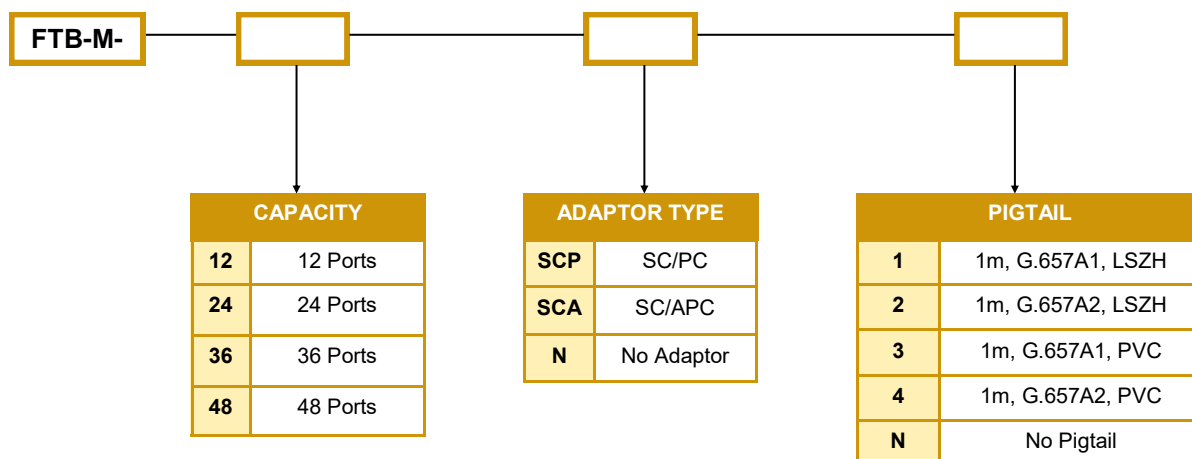 FTB-M-
CAPACITY
12 12 Ports
24 24 Ports
36 36 Ports
48 48 Ports
ADAPTOR TYPE
SCP SC/PC
SCA SC/APC
N No Adaptor
PIGTAIL
1 1m, G.657A1, LSZH
2 1m, G.657A2, LSZH
3 1m, G.657A1, PVC
4 1m, G.657A2, PVC
N No Pigtail